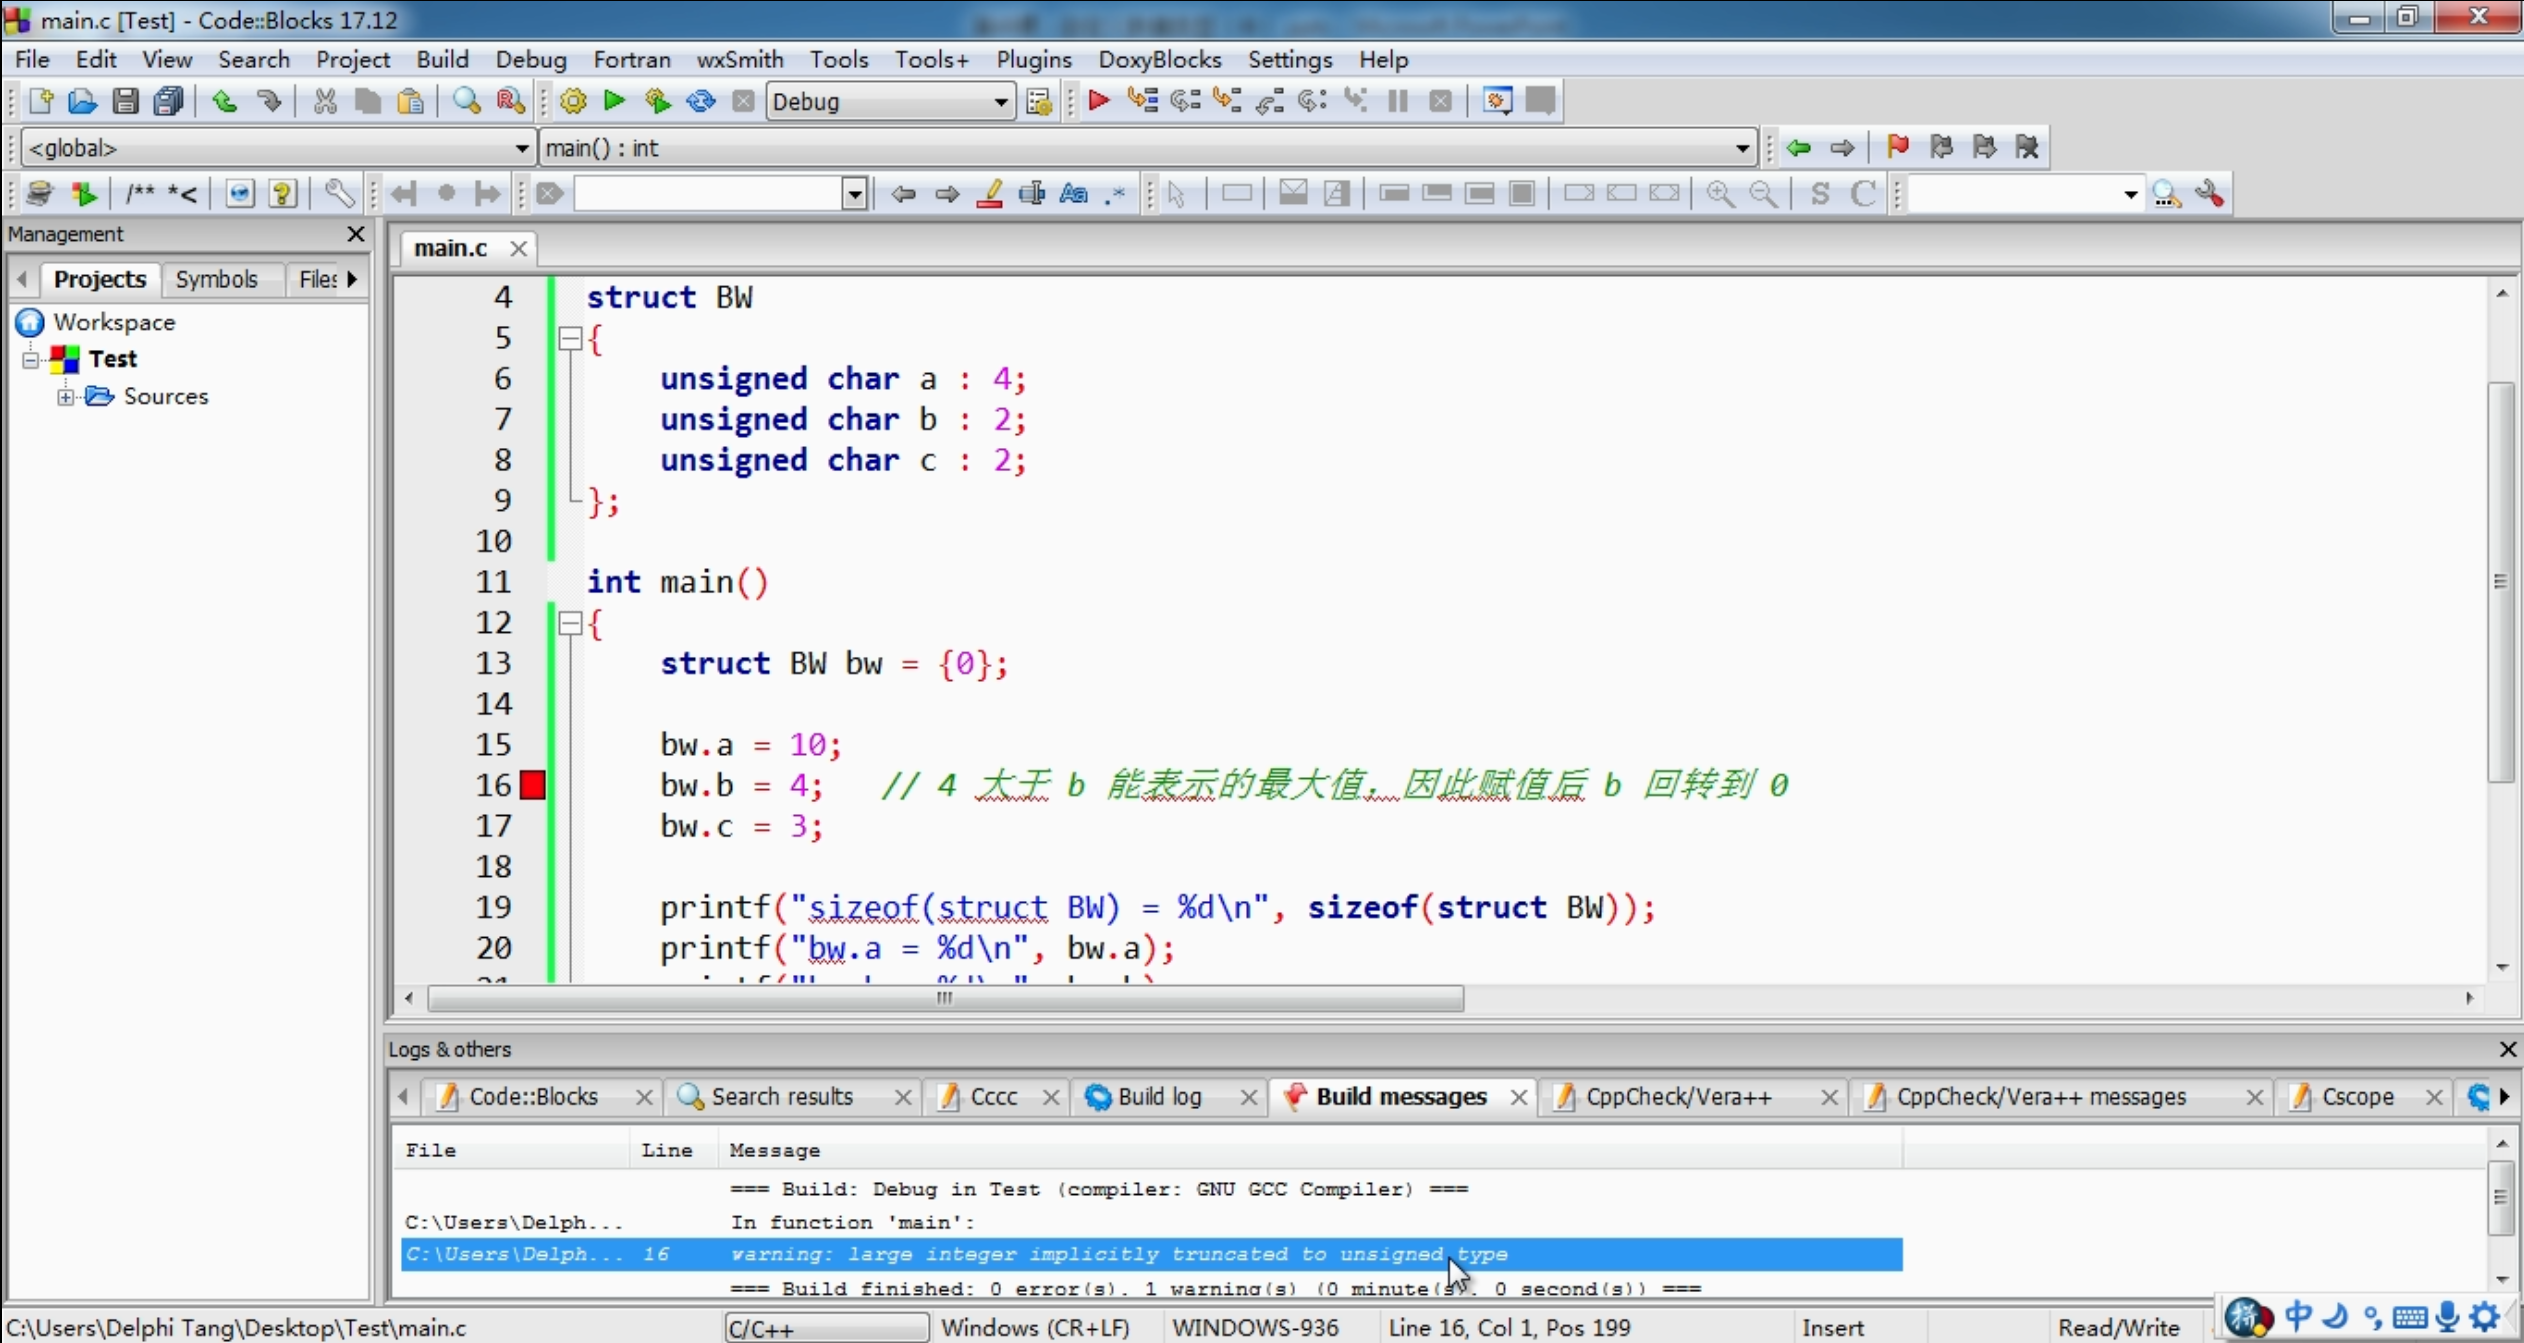 main.c [Test] - Code::Blocks 17.12
File Edit View Search Project Build Debug Fortran wxSmith Tools Tools+ Plugins DoxyBlocks Settings Help
Debug
<global> main() : int
/** *<
S C
Management
main.c
Projects Symbols Files
Workspace
Test
Sources
4 struct BW
5 {
6 unsigned char a : 4;
7 unsigned char b : 2;
8 unsigned char c : 2;
9 };
10
11 int main()
12 {
13 struct BW bw = {0};
14
15 bw.a = 10;
16 bw.b = 4; // 4 大于 b 能表示的最大值，因此赋值后 b 回转到 0
17 bw.c = 3;
18
19 printf("sizeof(struct BW) = %d\n", sizeof(struct BW));
20 printf("bw.a = %d\n", bw.a);
Logs & others
Code::Blocks Search results Cccc Build log Build messages CppCheck/Vera++ CppCheck/Vera++ messages Cscope
File Line Message
=== Build: Debug in Test (compiler: GNU GCC Compiler) ===
C:\Users\Delph... In function 'main':
C:\Users\Delph... 16 warning: large integer implicitly truncated to unsigned type
=== Build finished: 0 error(s), 1 warning(s) (0 minute(s), 0 second(s)) ===
C:\Users\Delphi Tang\Desktop\Test\main.c C/C++ Windows (CR+LF) WINDOWS-936 Line 16, Col 1, Pos 199 Insert Read/Write 中